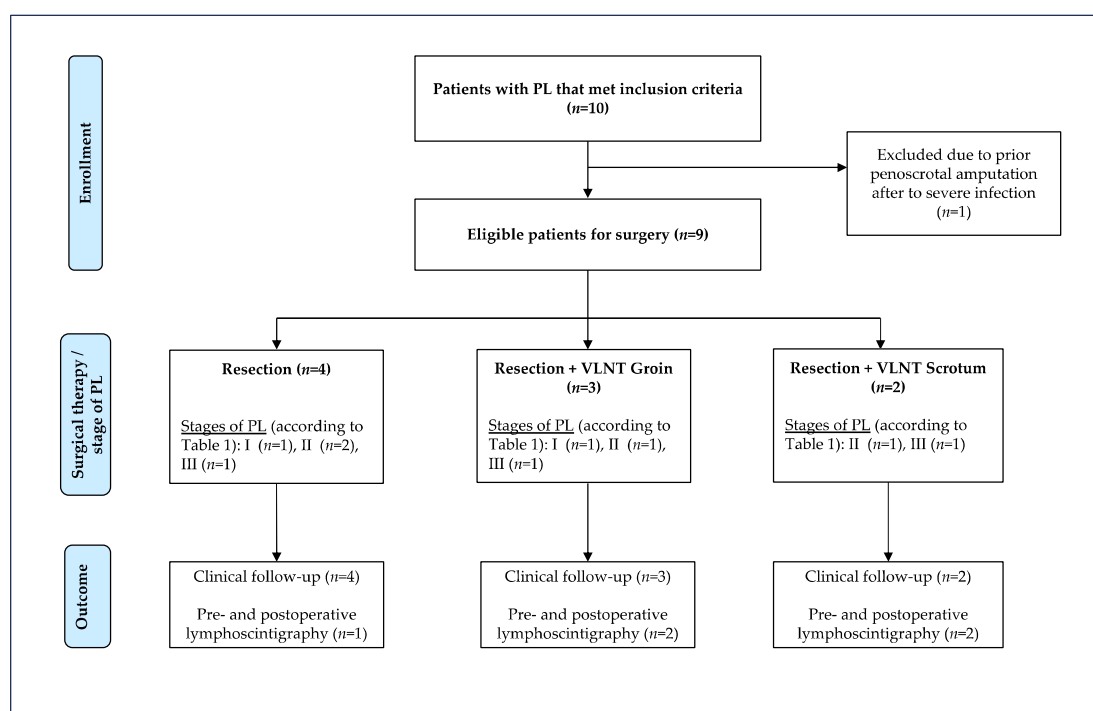 Enrollment
Patients with PL that met inclusion criteria
(n=10)
Excluded due to prior
penoscrotal amputation
after to severe infection
(n=1)
Eligible patients for surgery (n=9)
Surgical therapy /
stage of PL
Resection (n=4)
Stages of PL (according to
Table 1): I (n=1), II (n=2),
III (n=1)
Resection + VLNT Groin
(n=3)
Stages of PL (according to
Table 1): I (n=1), II (n=1),
III (n=1)
Resection + VLNT Scrotum
(n=2)
Stages of PL (according to
Table 1): II (n=1), III (n=1)
Outcome
Clinical follow-up (n=4)
Pre- and postoperative
lymphoscintigraphy (n=1)
Clinical follow-up (n=3)
Pre- and postoperative
lymphoscintigraphy (n=2)
Clinical follow-up (n=2)
Pre- and postoperative
lymphoscintigraphy (n=2)